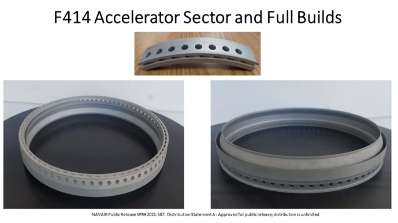 F414 Accelerator Sector and Full Builds
NAVAIR Public Release SPR# 2021-587. Distribution Statement A - Approved for public release; distribution is unlimited